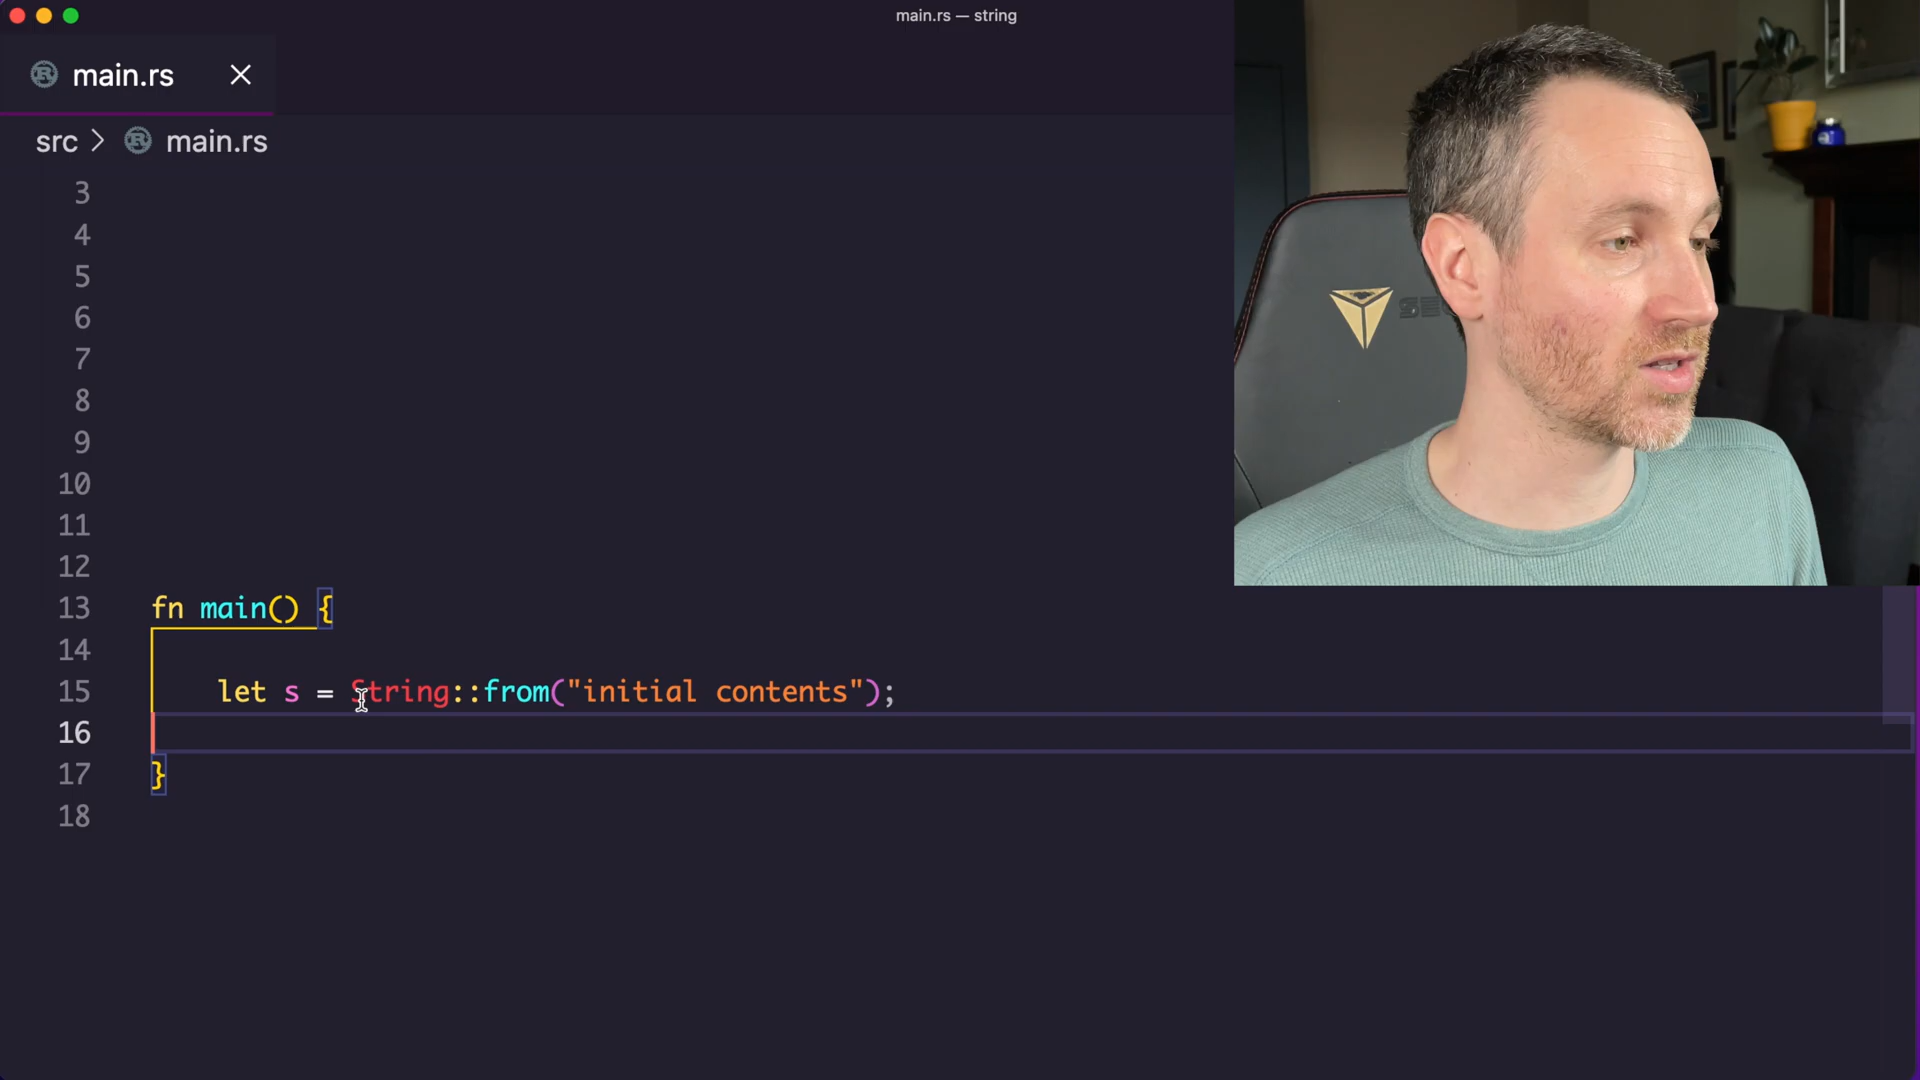 main.rs — string
main.rs
src > main.rs
3
4
5
6
7
8
9
10
11
12
13 fn main() {
14
15 let s = String::from("initial contents");
16
17 }
18